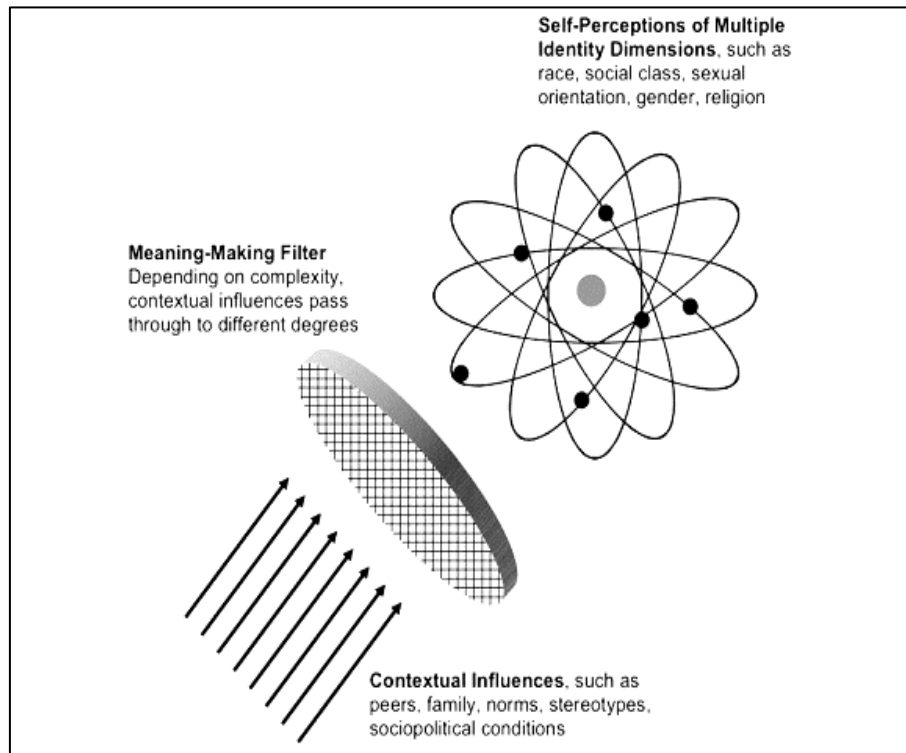 Self-Perceptions of Multiple
Identity Dimensions, such as
race, social class, sexual
orientation, gender, religion
Meaning-Making Filter
Depending on complexity,
contextual influences pass
through to different degrees
Contextual Influences, such as
peers, family, norms, stereotypes,
sociopolitical conditions